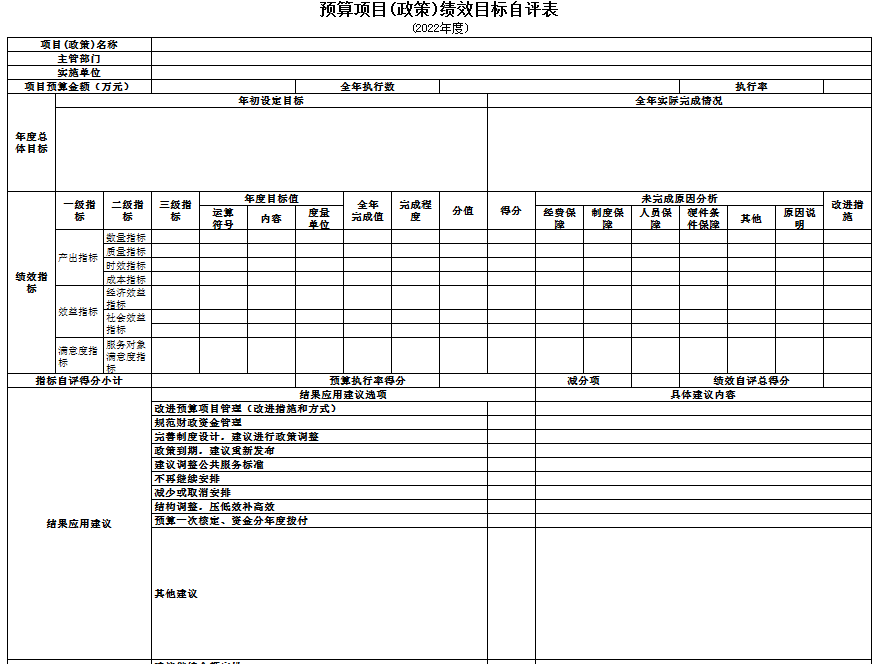 预算项目(政策)绩效目标自评表
(2022年度)
项目(政策)名称
主管部门
实施单位
项目预算金额(万元) 全年执行数 执行率
年初设定目标 全年实际完成情况
年度总
体目标
一级指
标
二级指
标
三级指
标
年度目标值
运算
符号
内容
度量
单位
全年
完成值
完成程
度
分值
得分
未完成原因分析
经费保
障
制度保
障
人员保
障
硬件条
件保障
其他
原因说
明
改进措
施
绩效指
标
产出指标
数量指标
质量指标
时效指标
成本指标
效益指标
经济效益
指标
社会效益
指标
满意度指
标
服务对象
满意度指
标
指标自评得分小计 预算执行率得分 减分项 绩效自评总得分
结果应用建议
结果应用建议选项 具体建议内容
改进预算项目管理(改进措施和方式)
规范财政资金管理
完善制度设计，建议进行政策调整
政策到期，建议重新发布
建议调整公共服务标准
不再继续安排
减少或取消安排
结构调整，压低效补高效
预算一次核定、资金分年度拨付
其他建议